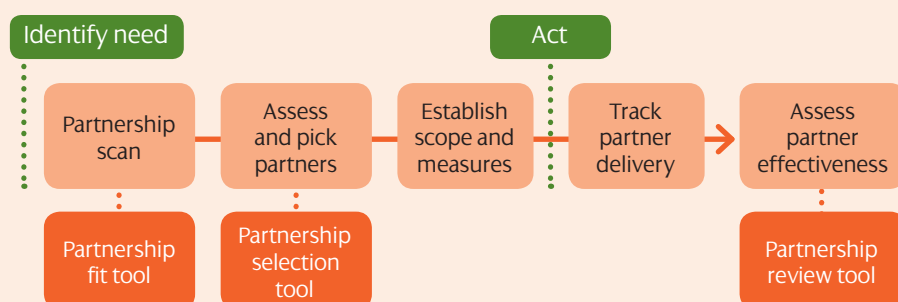 Identify need
Act
Partnership
scan
Assess
and pick
partners
Establish
scope and
measures
Track
partner
delivery
Assess
partner
effectiveness
Partnership
fit tool
Partnership
selection
tool
Partnership
review tool